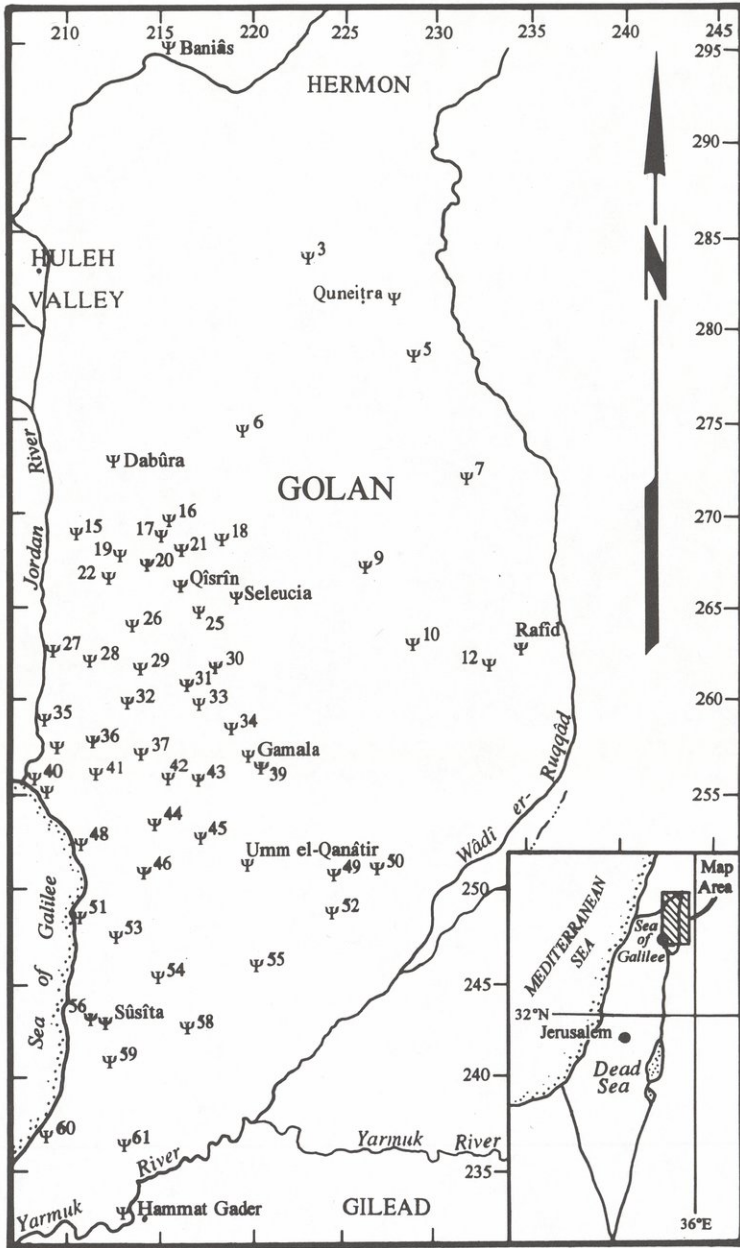 210 215 220 225 230 235 240 245
Ψ Baniâs
295
HERMON
290
285
HULEH
VALLEY
Ψ 3
Quneiṭra Ψ
280
Ψ 5
275
Ψ 6
Jordan River
Ψ Dabûra
GOLAN
Ψ 7
270
15 Ψ
Ψ 16
17 Ψ
Ψ 18
19 Ψ
Ψ 20
Ψ 21
22 Ψ
Ψ Qîsrîn
Ψ Seleucia
Ψ 9
265
Ψ 26
Ψ 25
Ψ 10
Rafîd Ψ
12 Ψ
Ψ 27
Ψ 28
Ψ 29
Ψ 30
Ψ 31
Ψ 32
Ψ 33
260
Ψ 35
Ψ 34
Ψ 36
Ψ
Ψ 37
Ψ Gamala
Ψ 39
Ψ 40
Ψ
Ψ 41
Ψ 42
Ψ 43
255
Wâdî er-Ruqqâd
Ψ 44
Ψ 45
Ψ 48
Ψ 46
Umm el-Qanâtir Ψ
Ψ 49
Ψ 50
250
Sea of Galilee
Ψ 51
Ψ 52
Ψ 53
Ψ 54
Ψ 55
245
56 Ψ
Ψ Sûsîta
Ψ 58
Ψ 59
240
Ψ 60
Ψ 61
Yarmuk River
235
Ψ Hammat Gader
GILEAD
Yarmuk River
N
Map
Area
MEDITERRANEAN
SEA
Sea
of
Galilee
32°N
Jerusalem
Dead
Sea
36°E